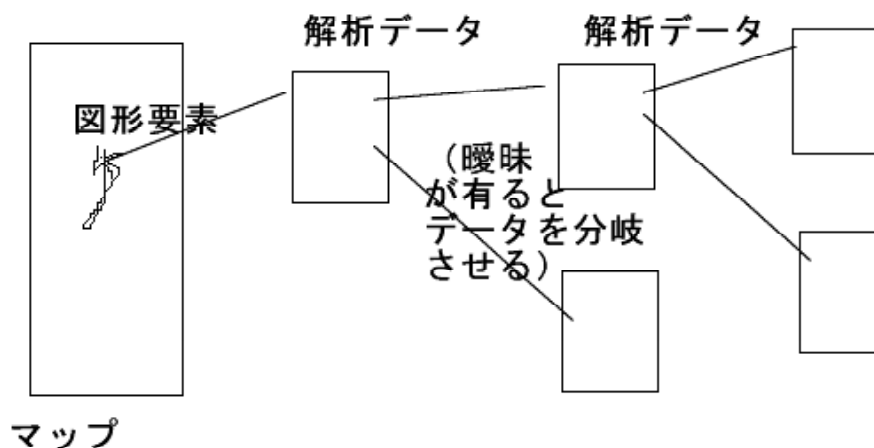 解析データ
解析データ
図形要素
（曖昧
が有ると
データを分岐
させる）
マップ